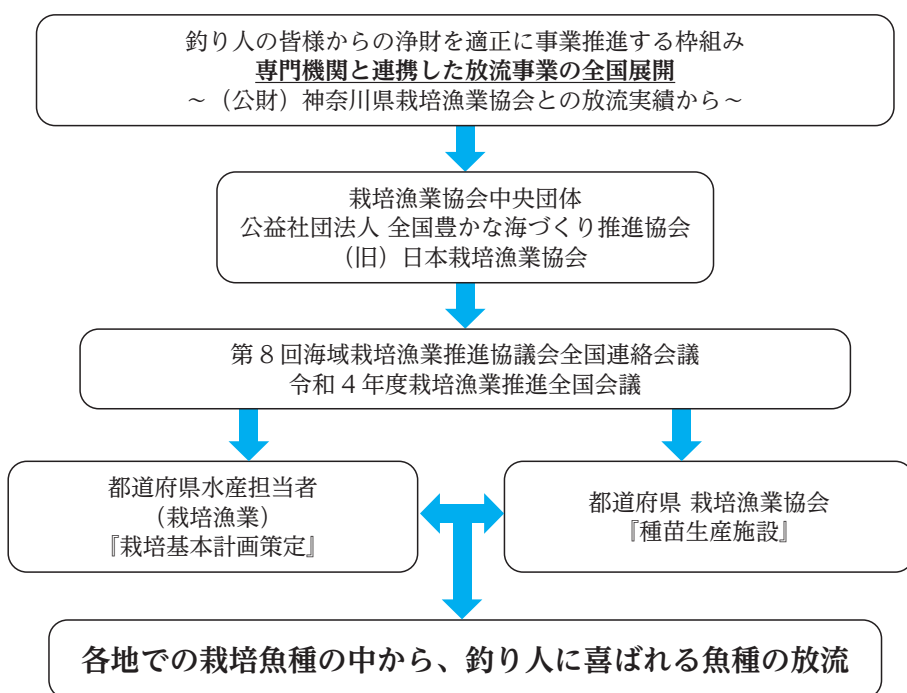 釣り人の皆様からの浄財を適正に事業推進する枠組み
専門機関と連携した放流事業の全国展開
~（公財）神奈川県栽培漁業協会との放流実績から~
栽培漁業協会中央団体
公益社団法人 全国豊かな海づくり推進協会
（旧）日本栽培漁業協会
第8回海域栽培漁業推進協議会全国連絡会議
令和4年度栽培漁業推進全国会議
都道府県水産担当者
（栽培漁業）
『栽培基本計画策定』
都道府県 栽培漁業協会
『種苗生産施設』
各地での栽培魚種の中から、釣り人に喜ばれる魚種の放流